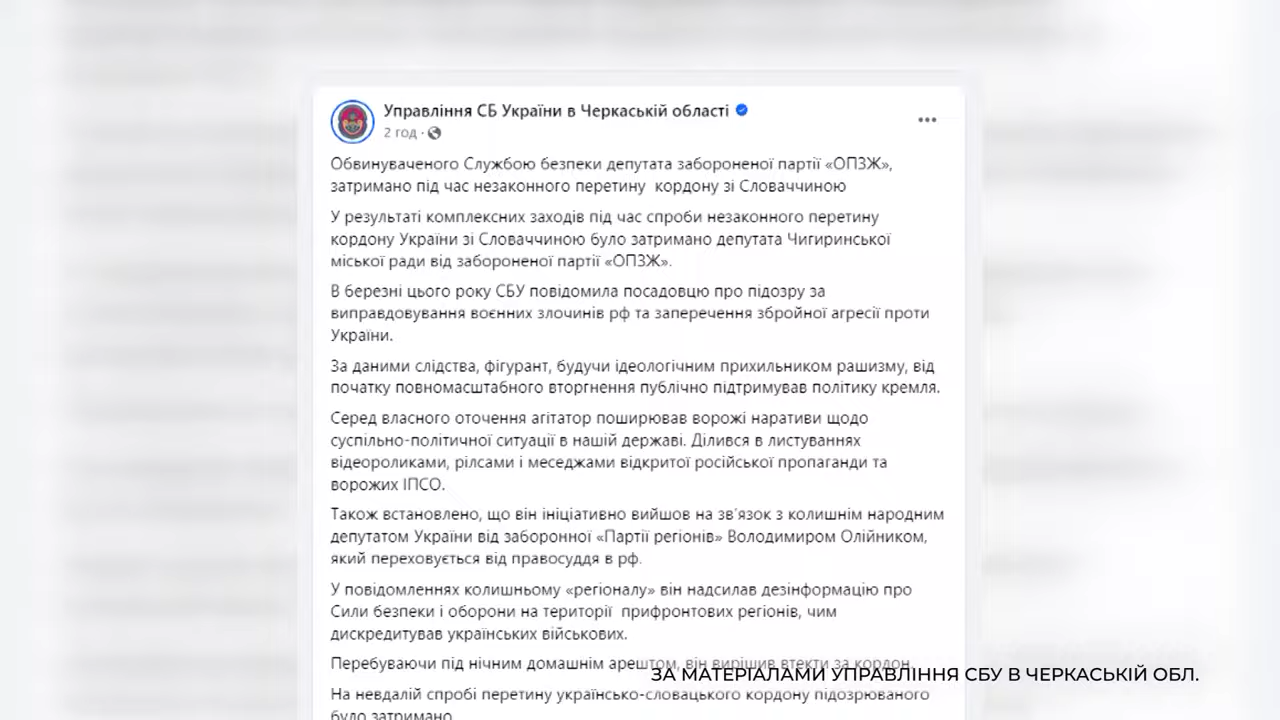 Управління СБ України в Черкаській області
2 год ·
Обвинуваченого Службою безпеки депутата забороненої партії «ОПЗЖ»,
затримано під час незаконного перетину кордону зі Словаччиною
У результаті комплексних заходів під час спроби незаконного перетину
кордону України зі Словаччиною було затримано депутата Чигиринської
міської ради від забороненої партії «ОПЗЖ».
В березні цього року СБУ повідомила посадовцю про підозру за
виправдовування воєнних злочинів рф та заперечення збройної агресії проти
України.
За даними слідства, фігурант, будучи ідеологічним прихильником рашизму, від
початку повномасштабного вторгнення публічно підтримував політику кремля.
Серед власного оточення агітатор поширював ворожі наративи щодо
суспільно-політичної ситуації в нашій державі. Ділився в листуваннях
відеороликами, рілсами і меседжами відкритої російської пропаганди та
ворожих ІПСО.
Також встановлено, що він ініціативно вийшов на зв'язок з колишнім народним
депутатом України від заборонної «Партії регіонів» Володимиром Олійником,
який переховується від правосуддя в рф.
У повідомленнях колишньому «регіоналу» він надсилав дезінформацію про
Сили безпеки і оборони на території прифронтових регіонів, чим
дискредитував українських військових.
Перебуваючи під нічним домашнім арештом, він вирішив втекти за кордон.
ЗА МАТЕРІАЛАМИ УПРАВЛІННЯ СБУ В ЧЕРКАСЬКІЙ ОБЛ.
На невдалій спробі перетину українсько-словацького кордону підозрюваного
було затримано